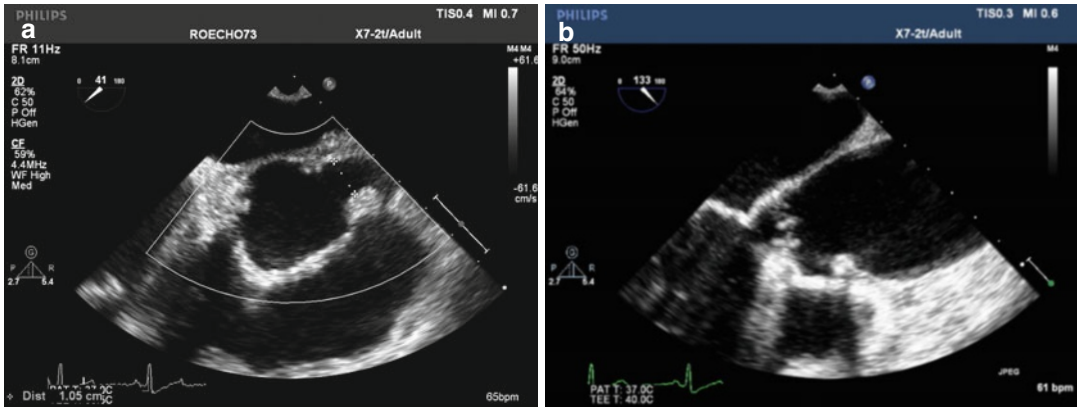 PHILIPS
TIS0.4 MI 0.7
a
ROECHO73
X7-2t/Adult
FR 11Hz
8.1cm
M4 M4
+61.6
2D
62%
C 50
P Off
HGen
0 41 180
CF
59%
4.4MHz
WF High
Med
-61.6
cm/s
G
P R
2.7 5.4
PAT T: 37.0C
Dist 1.05 cm
65bpm
PHILIPS
TIS0.3 MI 0.6
b
X7-2t/Adult
FR 50Hz
9.0cm
M4
2D
64%
C 50
P Off
HGen
0 133 180
G
P R
2.7 5.4
JPEG
PAT T: 37.0C
TEE T: 40.0C
61 bpm